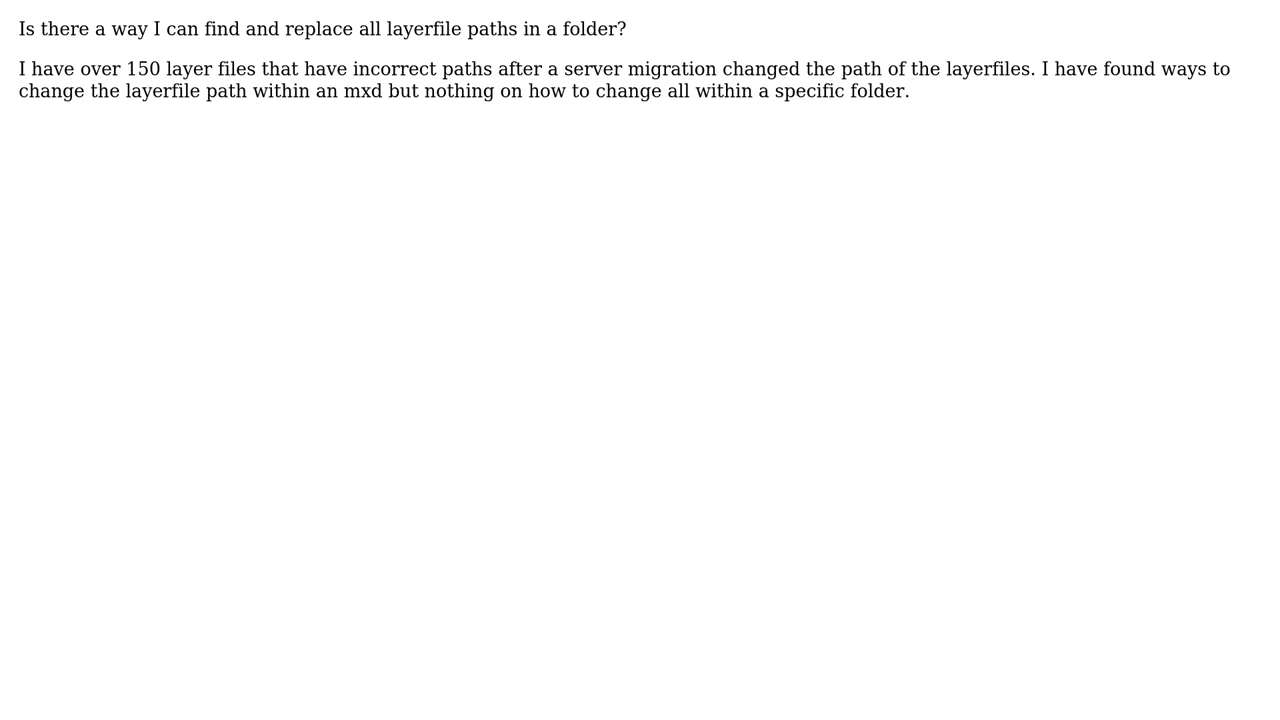 Is there a way I can find and replace all layerfile paths in a folder?
I have over 150 layer files that have incorrect paths after a server migration changed the path of the layerfiles. I have found ways to
change the layerfile path within an mxd but nothing on how to change all within a specific folder.